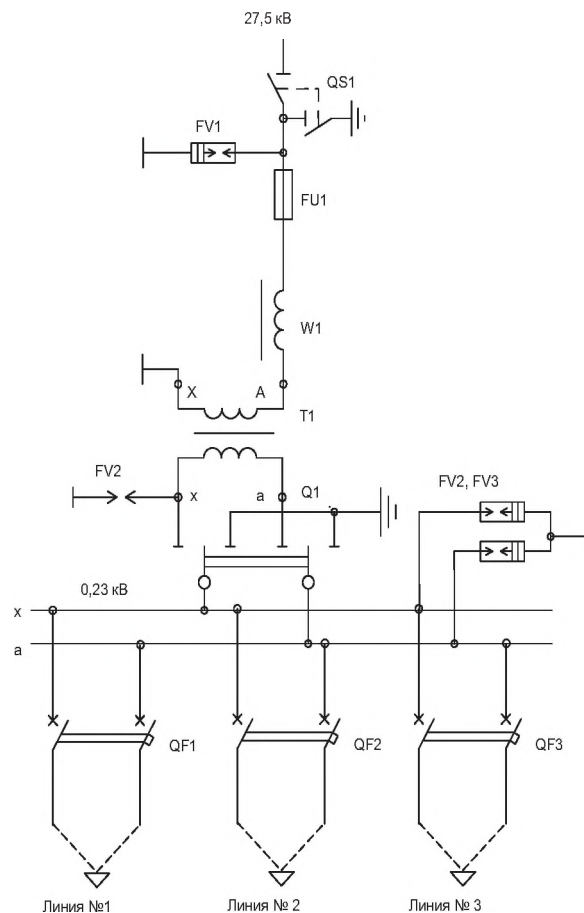 27,5 кВ
QS1
FV1
FU1
W1
X
A
T1
FV2
x
a
Q1
FV2, FV3
0,23 кВ
x
a
QF1
QF2
QF3
Линия №1
Линия № 2
Линия № 3